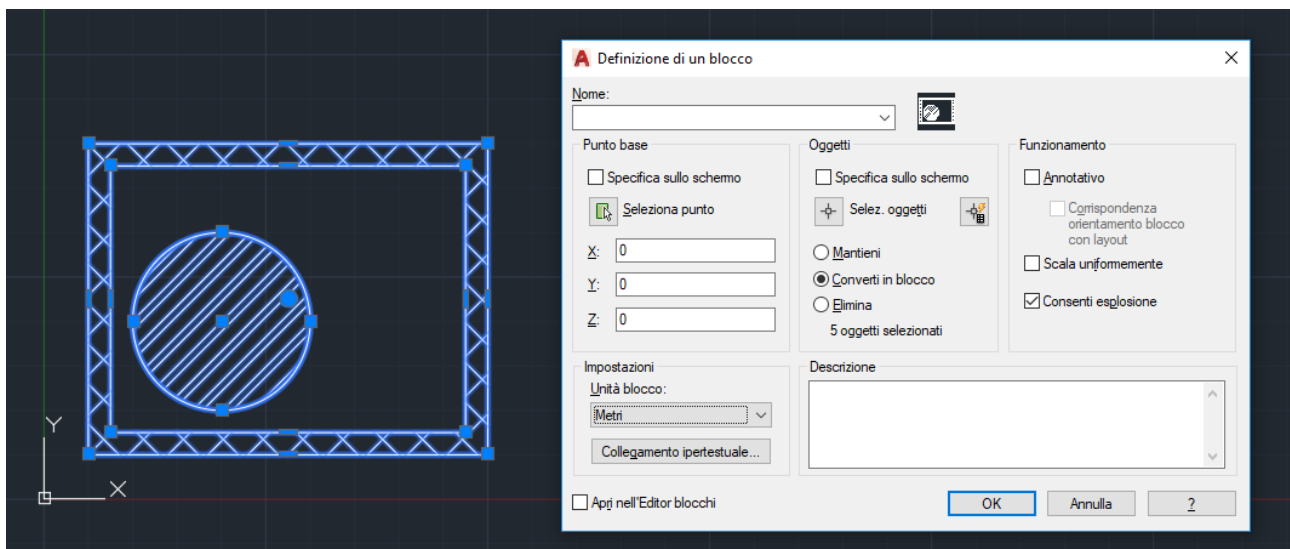 Definizione di un blocco
Nome:
Punto base
Specifica sullo schermo
Seleziona punto
X: 0
Y: 0
Z: 0
Oggetti
Specifica sullo schermo
Selez. oggetti
Mantieni
Converti in blocco
Elimina
5 oggetti selezionati
Funzionamento
Annotativo
Corrispondenza
orientamento blocco
con layout
Scala uniformemente
Consenti esplosione
Impostazioni
Unità blocco:
Metri
Collegamento ipertestuale...
Descrizione
Apri nell'Editor blocchi
OK
Annulla
?
Y
X